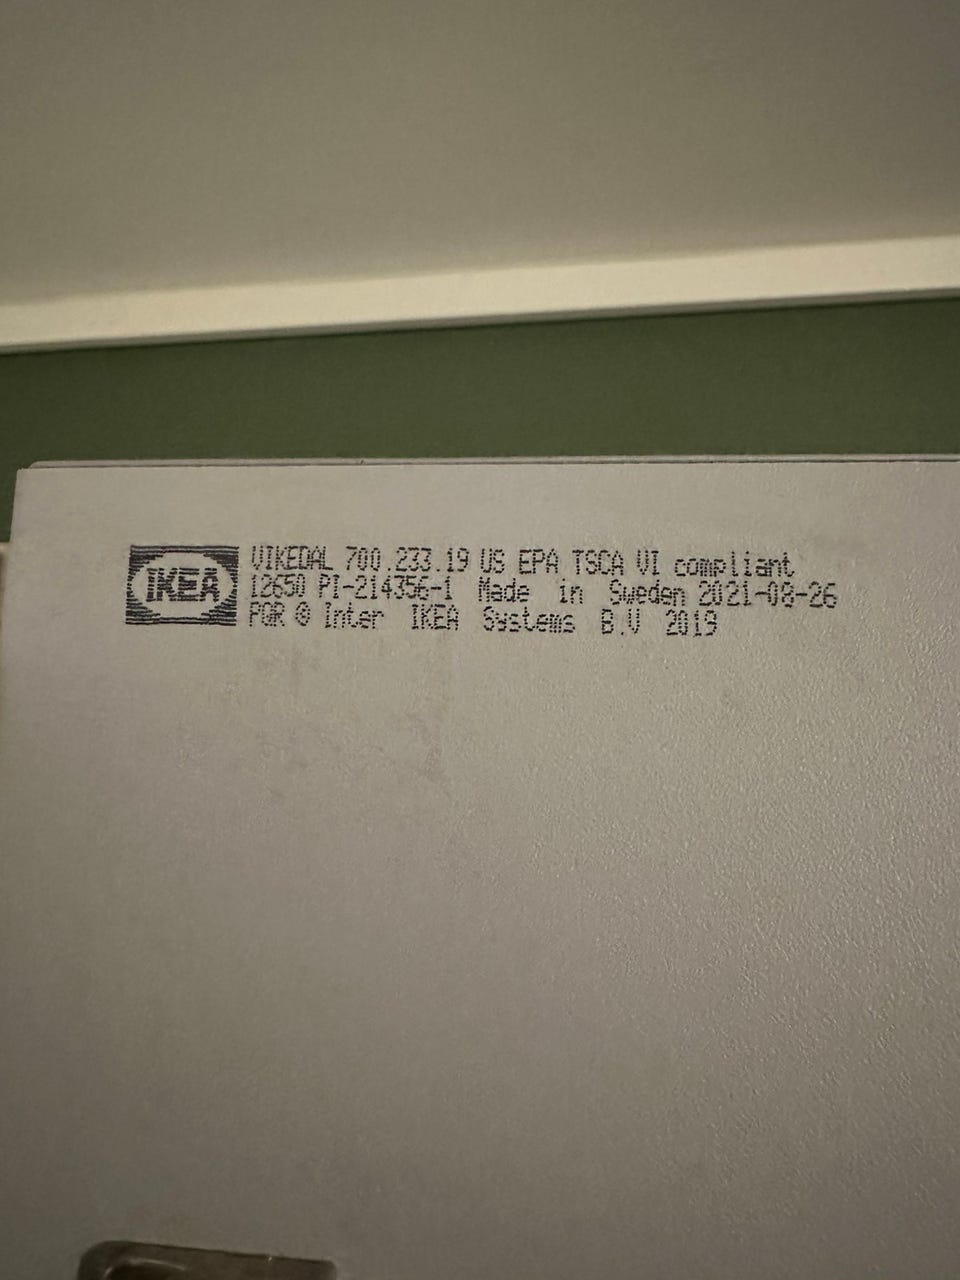 IKEA
VIKEDAL 700.233.19 US EPA TSCA VI compliant
12650 PI-214356-1 Made in Sweden 2021-08-26
PQR ® Inter IKEA Systems B.V 2019